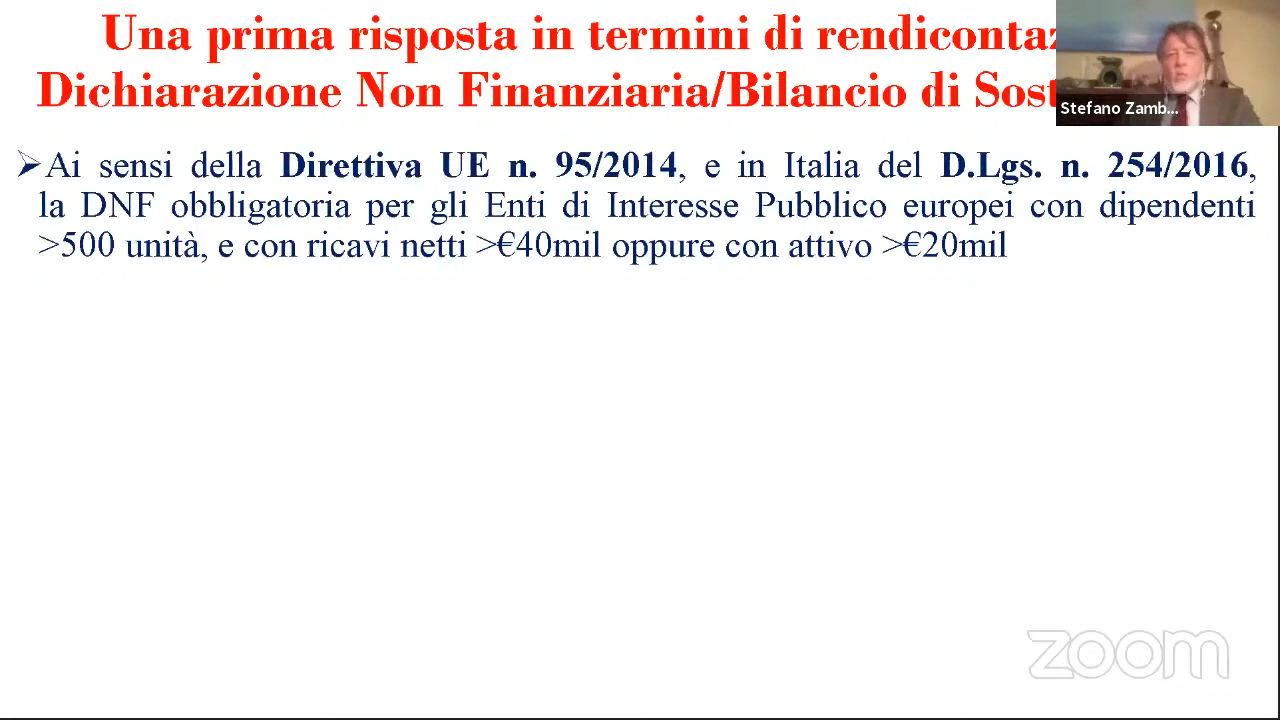 Una prima risposta in termini di
Dichiarazione Non Finanziaria/Bilancio di
Stefano Zamb...
➢Ai sensi della Direttiva UE n. 95/2014, e in Italia del D.Lgs. n. 254/2016,
la DNF obbligatoria per gli Enti di Interesse Pubblico europei con dipendenti
>500 unità, e con ricavi netti >€40mil oppure con attivo >€20mil
zoom